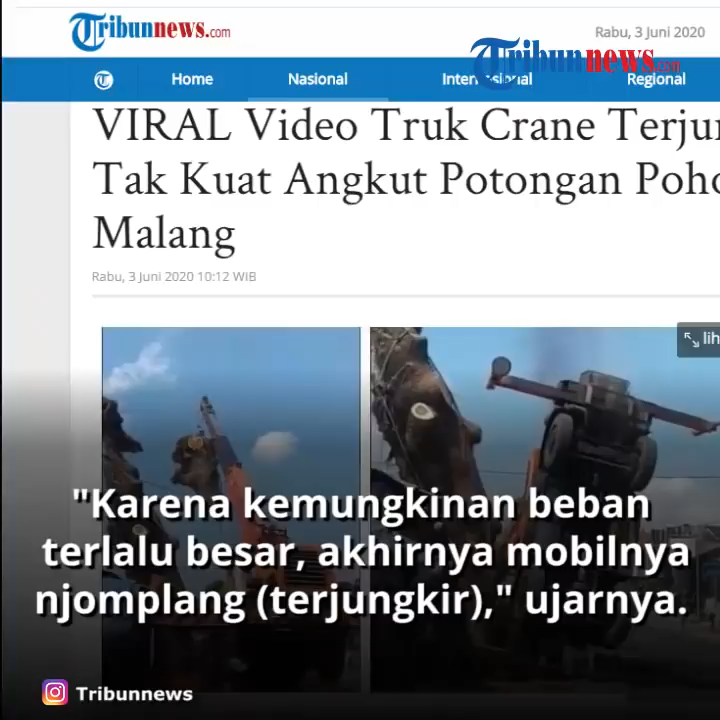 Tribunnews.com
Rabu, 3 Juni 2020
Tribunnews.com
Home Nasional Regional
VIRAL Video Truk Crane
Tak Kuat Angkut Potongan
Malang
Rabu, 3 Juni 2020 10:12 WIB
"Karena kemungkinan beban
terlalu besar, akhirnya mobilnya
njomplang (terjungkir)," ujarnya.
Tribunnews